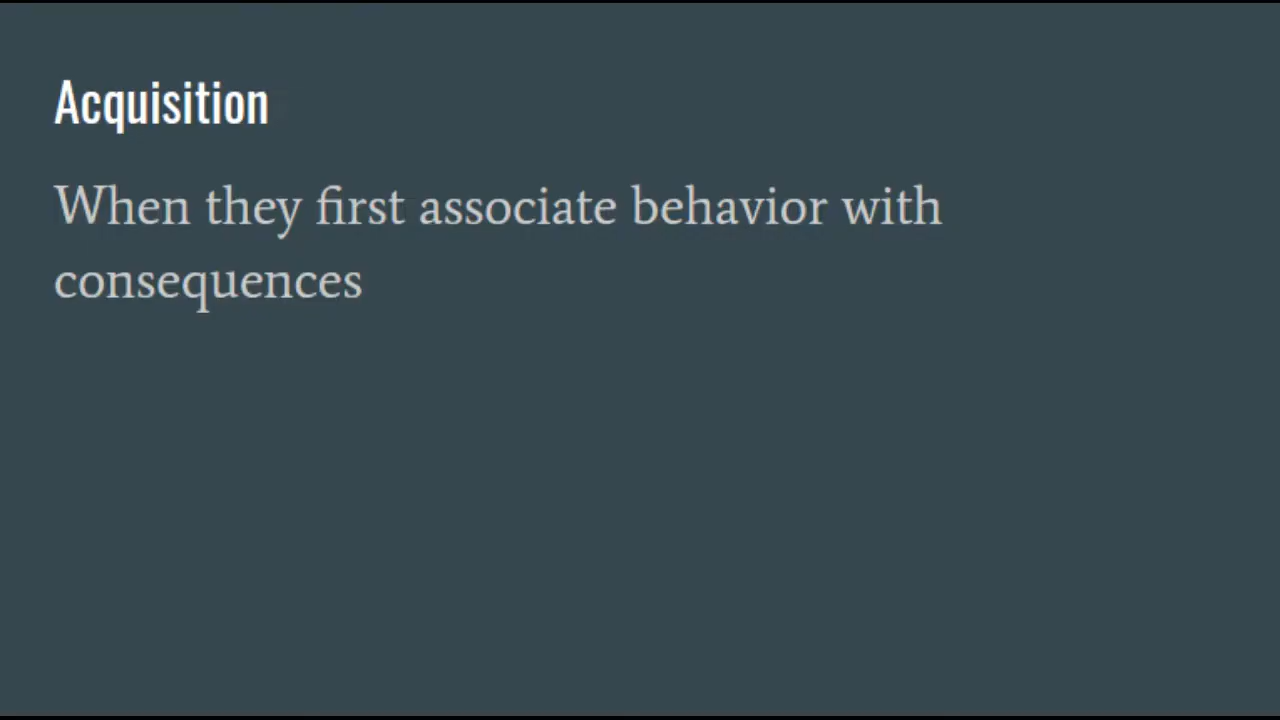 Acquisition
When they first associate behavior with
consequences